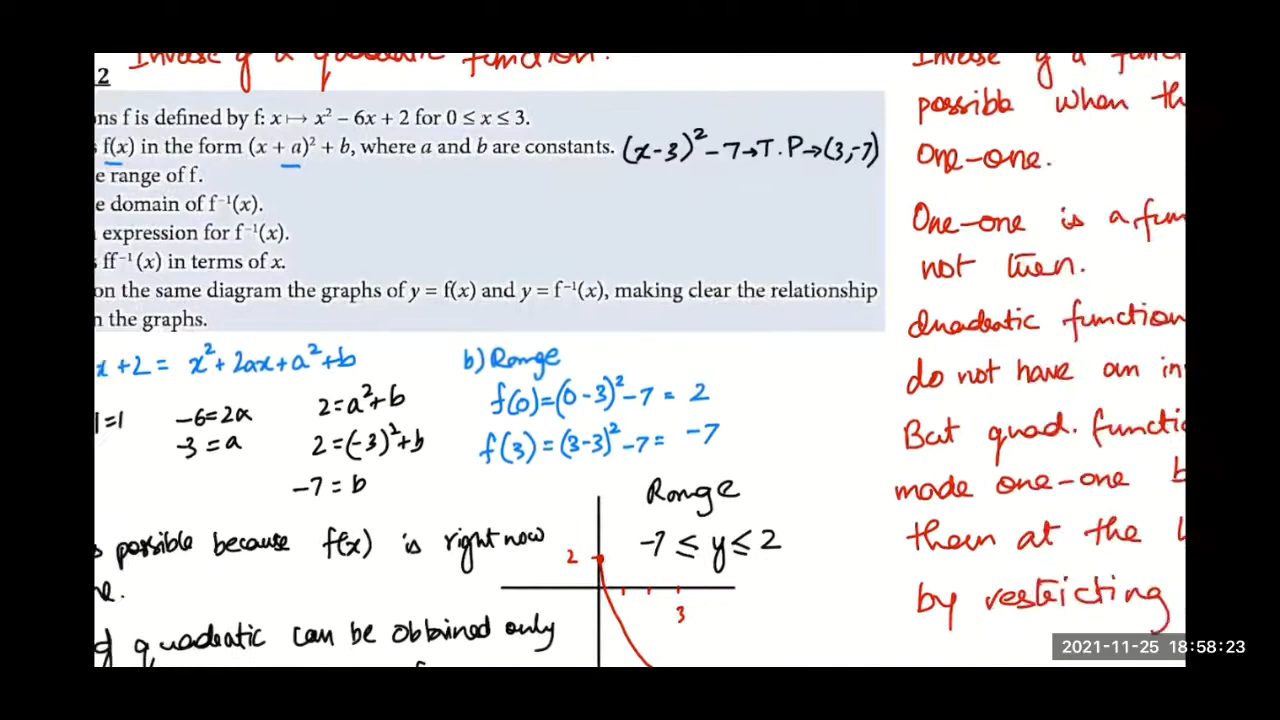 Inverse of a quadratic function.
2
ns f is defined by f: x ↦ x² − 6x + 2 for 0 ≤ x ≤ 3.
f(x) in the form (x + a)² + b, where a and b are constants. (x-3)² - 7 → T.P → (3,-7)
e range of f.
e domain of f⁻¹(x).
expression for f⁻¹(x).
ff⁻¹(x) in terms of x.
on the same diagram the graphs of y = f(x) and y = f⁻¹(x), making clear the relationship
n the graphs.
x + 2 = x² + 2ax + a² + b
1 = 1
-6 = 2a
-3 = a
2 = a² + b
2 = (-3)² + b
-7 = b
b) Range
f(0) = (0-3)² - 7 = 2
f(3) = (3-3)² - 7 = -7
Range
-7 ≤ y ≤ 2
2
3
possible because f(x) is right now
quadratic can be obtained only
possible when
one-one.
One-one is a
not then.
Quadratic function
do not have an
But quad.
made one-one
them at the
by restricting
2021-11-25 18:58:23